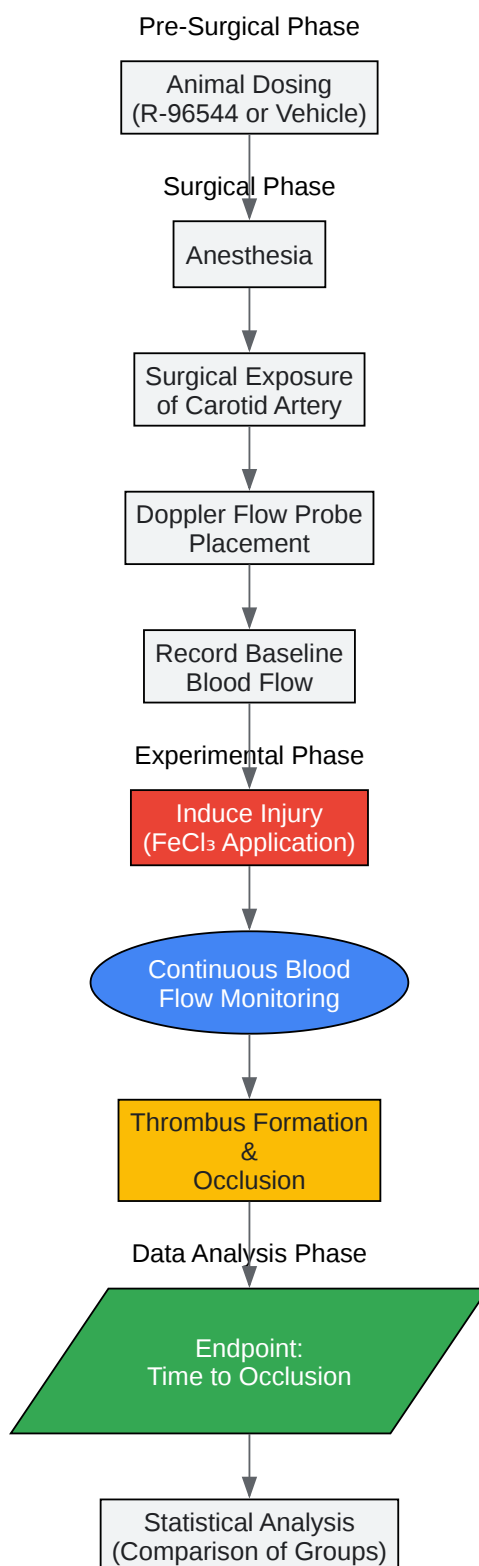 Pre-Surgical Phase
Animal Dosing
(R-96544 or Vehicle)
Surgical Phase
Anesthesia
Surgical Exposure
of Carotid Artery
Doppler Flow Probe
Placement
Record Baseline
Blood Flow
Experimental Phase
Induce Injury
(FeCl₃ Application)
Continuous Blood
Flow Monitoring
Thrombus Formation
&
Occlusion
Data Analysis Phase
Endpoint:
Time to Occlusion
Statistical Analysis
(Comparison of Groups)